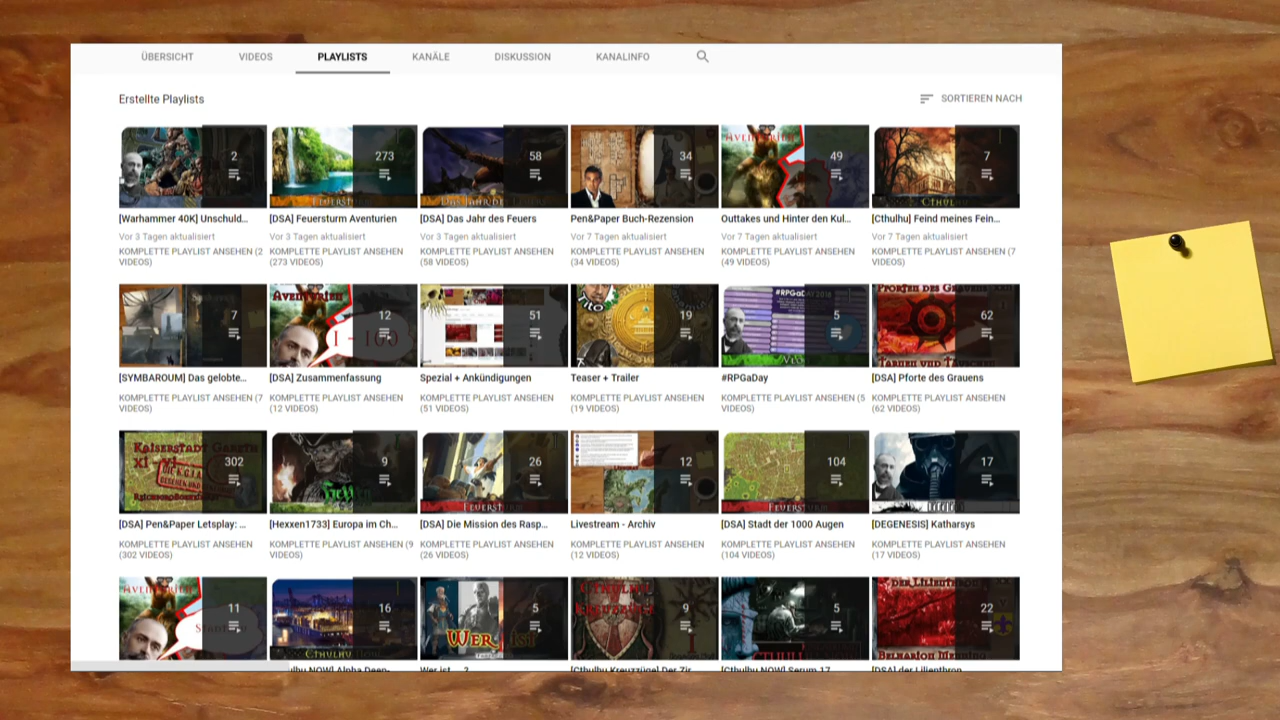 ÜBERSICHT VIDEOS PLAYLISTS KANÄLE DISKUSSION KANALINFO
Erstellte Playlists SORTIEREN NACH
2 273 58 34 49 7
[Warhammer 40K] Unschuld... [DSA] Feuersturm Aventurien [DSA] Das Jahr des Feuers Pen&Paper Buch-Rezension Outtakes und Hinter den Kul... [Cthulhu] Feind meines Fein...
Vor 3 Tagen aktualisiert Vor 3 Tagen aktualisiert Vor 3 Tagen aktualisiert Vor 7 Tagen aktualisiert Vor 7 Tagen aktualisiert Vor 7 Tagen aktualisiert
KOMPLETTE PLAYLIST ANSEHEN (2 KOMPLETTE PLAYLIST ANSEHEN KOMPLETTE PLAYLIST ANSEHEN KOMPLETTE PLAYLIST ANSEHEN KOMPLETTE PLAYLIST ANSEHEN KOMPLETTE PLAYLIST ANSEHEN (7
VIDEOS) (273 VIDEOS) (58 VIDEOS) (34 VIDEOS) (49 VIDEOS) VIDEOS)
7 12 51 19 5 62
[SYMBAROUM] Das gelobte... [DSA] Zusammenfassung Spezial + Ankündigungen Teaser + Trailer #RPGaDay [DSA] Pforte des Grauens
KOMPLETTE PLAYLIST ANSEHEN (7 KOMPLETTE PLAYLIST ANSEHEN KOMPLETTE PLAYLIST ANSEHEN KOMPLETTE PLAYLIST ANSEHEN KOMPLETTE PLAYLIST ANSEHEN (5 KOMPLETTE PLAYLIST ANSEHEN
VIDEOS) (12 VIDEOS) (51 VIDEOS) (19 VIDEOS) VIDEOS) (62 VIDEOS)
302 9 26 12 104 17
[DSA] Pen&Paper Letsplay: ... [Hexxen1733] Europa im Ch... [DSA] Die Mission des Rasp... Livestream - Archiv [DSA] Stadt der 1000 Augen [DEGENESIS] Katharsys
KOMPLETTE PLAYLIST ANSEHEN KOMPLETTE PLAYLIST ANSEHEN (9 KOMPLETTE PLAYLIST ANSEHEN KOMPLETTE PLAYLIST ANSEHEN KOMPLETTE PLAYLIST ANSEHEN KOMPLETTE PLAYLIST ANSEHEN
(302 VIDEOS) VIDEOS) (26 VIDEOS) (12 VIDEOS) (104 VIDEOS) (17 VIDEOS)
11 16 5 9 5 22